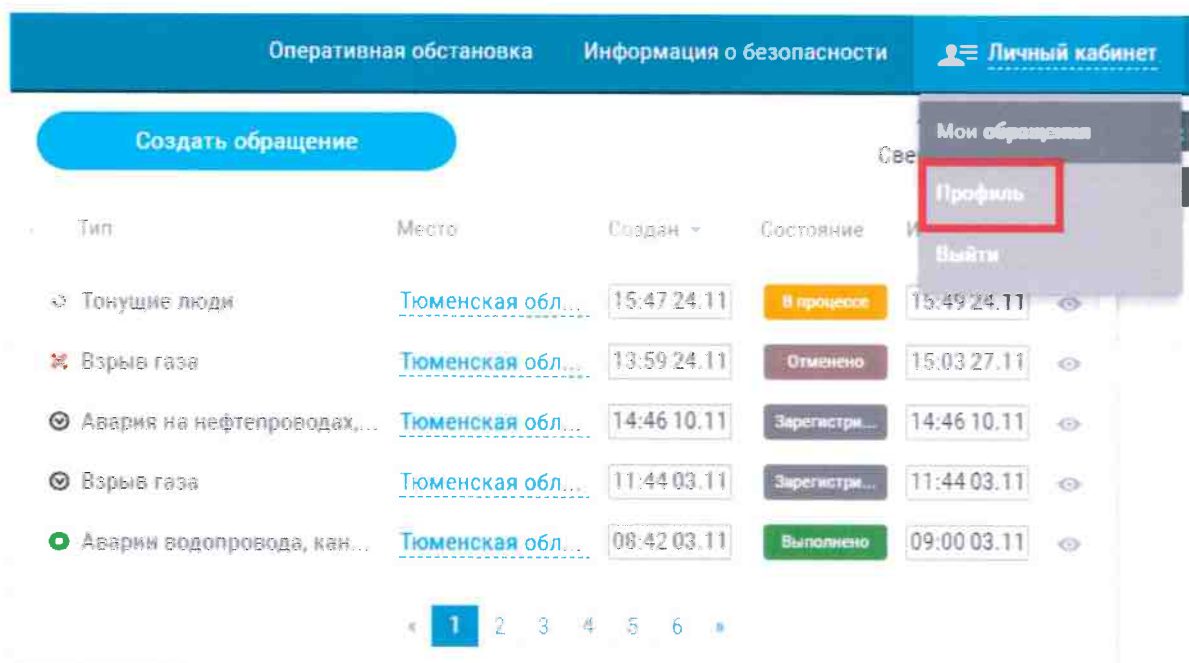 Оперативная обстановка Информация о безопасности Личный кабинет
Создать обращение
Мои обращения
Све
Профиль
Тип Место Создан Состояние И
Выйти
Тонущие люди Тюменская обл... 15:47 24.11 В процессе 15:49 24.11
Взрыв газа Тюменская обл... 13:59 24.11 Отменено 15:03 27.11
Авария на нефтепроводах,... Тюменская обл... 14:46 10.11 Зарегистри... 14:46 10.11
Взрыв газа Тюменская обл... 11:44 03.11 Зарегистри... 11:44 03.11
Аварии водопровода, кан... Тюменская обл... 08:42 03.11 Выполнено 09:00 03.11
« 1 2 3 4 5 6 »